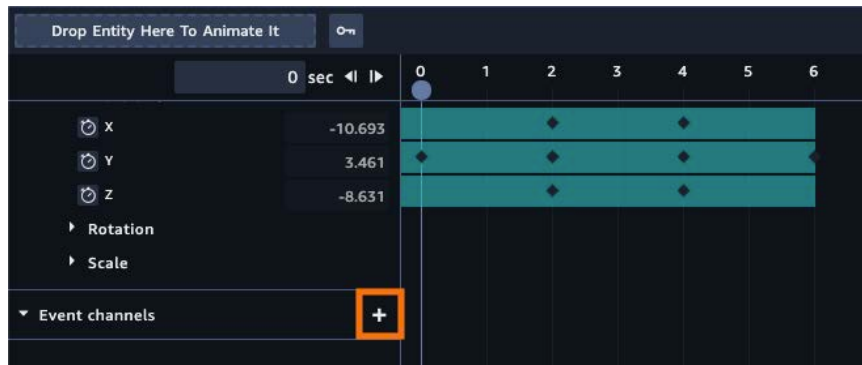 Drop Entity Here To Animate It
0 sec 0 1 2 3 4 5 6
X -10.693
Y 3.461
Z -8.631
Rotation
Scale
Event channels +